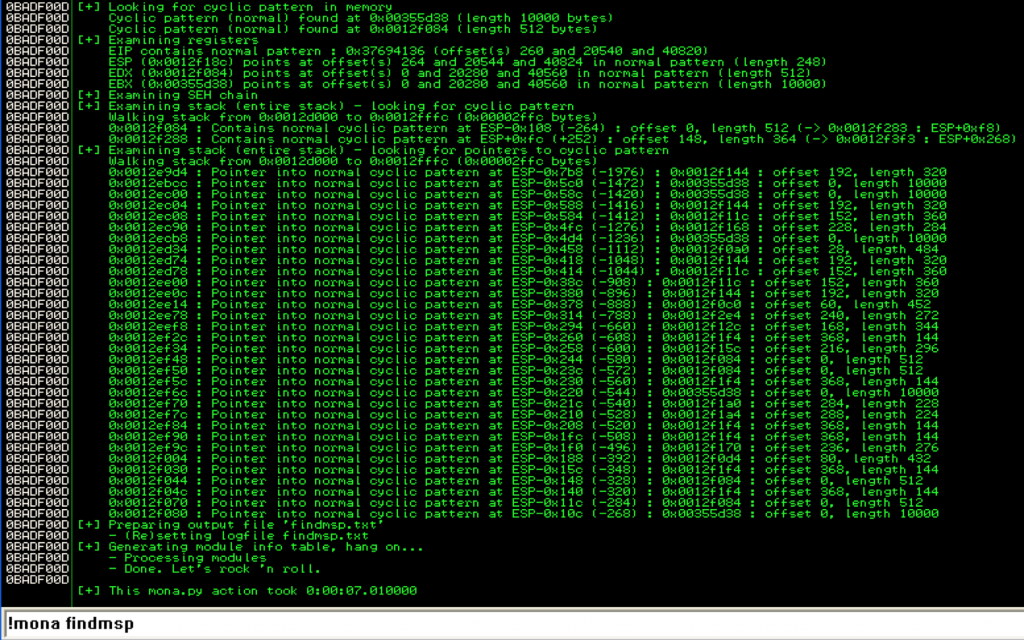 0BADF00D [+] Looking for cyclic pattern in memory
0BADF00D Cyclic pattern (normal) found at 0x00355d38 (length 10000 bytes)
0BADF00D Cyclic pattern (normal) found at 0x0012f084 (length 512 bytes)
0BADF00D [+] Examining registers
0BADF00D EIP contains normal pattern : 0x37694136 (offset(s) 260 and 20540 and 40820)
0BADF00D ESP (0x0012f18c) points at offset(s) 264 and 20544 and 40824 in normal pattern (length 248)
0BADF00D EDX (0x0012f084) points at offset(s) 0 and 20280 and 40560 in normal pattern (length 512)
0BADF00D EBX (0x00355d38) points at offset(s) 0 and 20280 and 40560 in normal pattern (length 10000)
0BADF00D [+] Examining SEH chain
0BADF00D [+] Examining stack (entire stack) - looking for cyclic pattern
0BADF00D Walking stack from 0x0012d000 to 0x0012fffc (0x00002ffc bytes)
0BADF00D 0x0012f084 : Contains normal cyclic pattern at ESP-0x108 (-264) : offset 0, length 512 (-> 0x0012f283 : ESP+0xf8)
0BADF00D 0x0012f288 : Contains normal cyclic pattern at ESP+0xfc (+252) : offset 148, length 364 (-> 0x0012f3f3 : ESP+0x268)
0BADF00D [+] Examining stack (entire stack) - looking for pointers to cyclic pattern
0BADF00D Walking stack from 0x0012d000 to 0x0012fffc (0x00002ffc bytes)
0BADF00D 0x0012e9d4 : Pointer into normal cyclic pattern at ESP-0x7b8 (-1976) : 0x0012f144 : offset 192, length 320
0BADF00D 0x0012ebcc : Pointer into normal cyclic pattern at ESP-0x5c0 (-1472) : 0x00355d38 : offset 0, length 10000
0BADF00D 0x0012ec00 : Pointer into normal cyclic pattern at ESP-0x58c (-1420) : 0x00355d38 : offset 0, length 10000
0BADF00D 0x0012ec04 : Pointer into normal cyclic pattern at ESP-0x588 (-1416) : 0x0012f144 : offset 192, length 320
0BADF00D 0x0012ec08 : Pointer into normal cyclic pattern at ESP-0x584 (-1412) : 0x0012f11c : offset 152, length 360
0BADF00D 0x0012ec90 : Pointer into normal cyclic pattern at ESP-0x4fc (-1276) : 0x0012f168 : offset 228, length 284
0BADF00D 0x0012ecb8 : Pointer into normal cyclic pattern at ESP-0x4d4 (-1236) : 0x00355d38 : offset 0, length 10000
0BADF00D 0x0012ed34 : Pointer into normal cyclic pattern at ESP-0x458 (-1112) : 0x0012f0a0 : offset 28, length 484
0BADF00D 0x0012ed74 : Pointer into normal cyclic pattern at ESP-0x418 (-1048) : 0x0012f144 : offset 192, length 320
0BADF00D 0x0012ed78 : Pointer into normal cyclic pattern at ESP-0x414 (-1044) : 0x0012f11c : offset 152, length 360
0BADF00D 0x0012ee00 : Pointer into normal cyclic pattern at ESP-0x38c (-908) : 0x0012f11c : offset 152, length 360
0BADF00D 0x0012ee0c : Pointer into normal cyclic pattern at ESP-0x380 (-896) : 0x0012f144 : offset 192, length 320
0BADF00D 0x0012ee14 : Pointer into normal cyclic pattern at ESP-0x378 (-888) : 0x0012f0c0 : offset 60, length 452
0BADF00D 0x0012ee78 : Pointer into normal cyclic pattern at ESP-0x314 (-788) : 0x0012f2e4 : offset 240, length 272
0BADF00D 0x0012eef8 : Pointer into normal cyclic pattern at ESP-0x294 (-660) : 0x0012f12c : offset 168, length 344
0BADF00D 0x0012ef2c : Pointer into normal cyclic pattern at ESP-0x260 (-608) : 0x0012f1f4 : offset 368, length 144
0BADF00D 0x0012ef34 : Pointer into normal cyclic pattern at ESP-0x258 (-600) : 0x0012f15c : offset 216, length 296
0BADF00D 0x0012ef48 : Pointer into normal cyclic pattern at ESP-0x244 (-580) : 0x0012f084 : offset 0, length 512
0BADF00D 0x0012ef50 : Pointer into normal cyclic pattern at ESP-0x23c (-572) : 0x0012f084 : offset 0, length 512
0BADF00D 0x0012ef5c : Pointer into normal cyclic pattern at ESP-0x230 (-560) : 0x0012f1f4 : offset 368, length 144
0BADF00D 0x0012ef6c : Pointer into normal cyclic pattern at ESP-0x220 (-544) : 0x00355d38 : offset 0, length 10000
0BADF00D 0x0012ef70 : Pointer into normal cyclic pattern at ESP-0x21c (-540) : 0x0012f1a0 : offset 284, length 228
0BADF00D 0x0012ef7c : Pointer into normal cyclic pattern at ESP-0x210 (-528) : 0x0012f1a4 : offset 288, length 224
0BADF00D 0x0012ef84 : Pointer into normal cyclic pattern at ESP-0x208 (-520) : 0x0012f1f4 : offset 368, length 144
0BADF00D 0x0012ef90 : Pointer into normal cyclic pattern at ESP-0x1fc (-508) : 0x0012f1f4 : offset 368, length 144
0BADF00D 0x0012ef9c : Pointer into normal cyclic pattern at ESP-0x1f0 (-496) : 0x0012f170 : offset 236, length 276
0BADF00D 0x0012f004 : Pointer into normal cyclic pattern at ESP-0x188 (-392) : 0x0012f0d4 : offset 80, length 432
0BADF00D 0x0012f030 : Pointer into normal cyclic pattern at ESP-0x15c (-348) : 0x0012f1f4 : offset 368, length 144
0BADF00D 0x0012f044 : Pointer into normal cyclic pattern at ESP-0x148 (-328) : 0x0012f084 : offset 0, length 512
0BADF00D 0x0012f04c : Pointer into normal cyclic pattern at ESP-0x140 (-320) : 0x0012f1f4 : offset 368, length 144
0BADF00D 0x0012f070 : Pointer into normal cyclic pattern at ESP-0x11c (-284) : 0x0012f084 : offset 0, length 512
0BADF00D 0x0012f080 : Pointer into normal cyclic pattern at ESP-0x10c (-268) : 0x00355d38 : offset 0, length 10000
0BADF00D [+] Preparing output file 'findmsp.txt'
0BADF00D - (Re)setting logfile findmsp.txt
0BADF00D [+] Generating module info table, hang on...
0BADF00D - Processing modules
0BADF00D - Done. Let's rock 'n roll.
0BADF00D
[+] This mona.py action took 0:00:07.010000
!mona findmsp